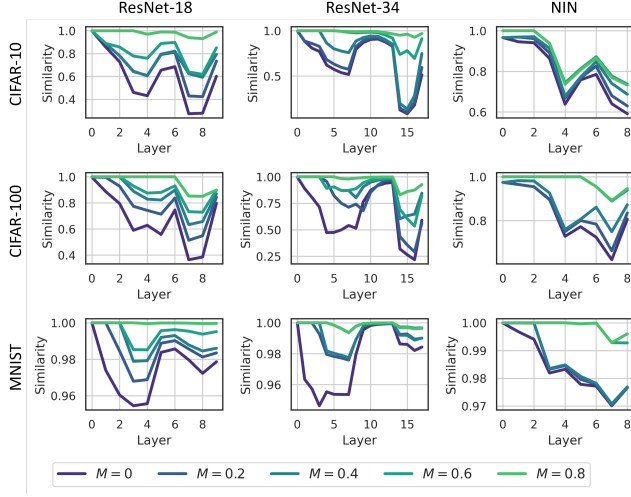 ResNet-18 ResNet-34 NIN
CIFAR-10
Similarity
1.0
0.8
0.6
0.4
0 2 4 6 8
Layer
Similarity
1.0
0.5
0 5 10 15
Layer
Similarity
1.0
0.8
0.6
0 2 4 6 8
Layer
CIFAR-100
Similarity
1.0
0.8
0.6
0.4
0 2 4 6 8
Layer
Similarity
1.00
0.75
0.50
0.25
0 5 10 15
Layer
Similarity
1.0
0.8
0 2 4 6 8
Layer
MNIST
Similarity
1.00
0.98
0.96
0 2 4 6 8
Layer
Similarity
1.00
0.98
0.96
0 5 10 15
Layer
Similarity
1.00
0.99
0.98
0.97
0 2 4 6 8
Layer
M = 0 M = 0.2 M = 0.4 M = 0.6 M = 0.8